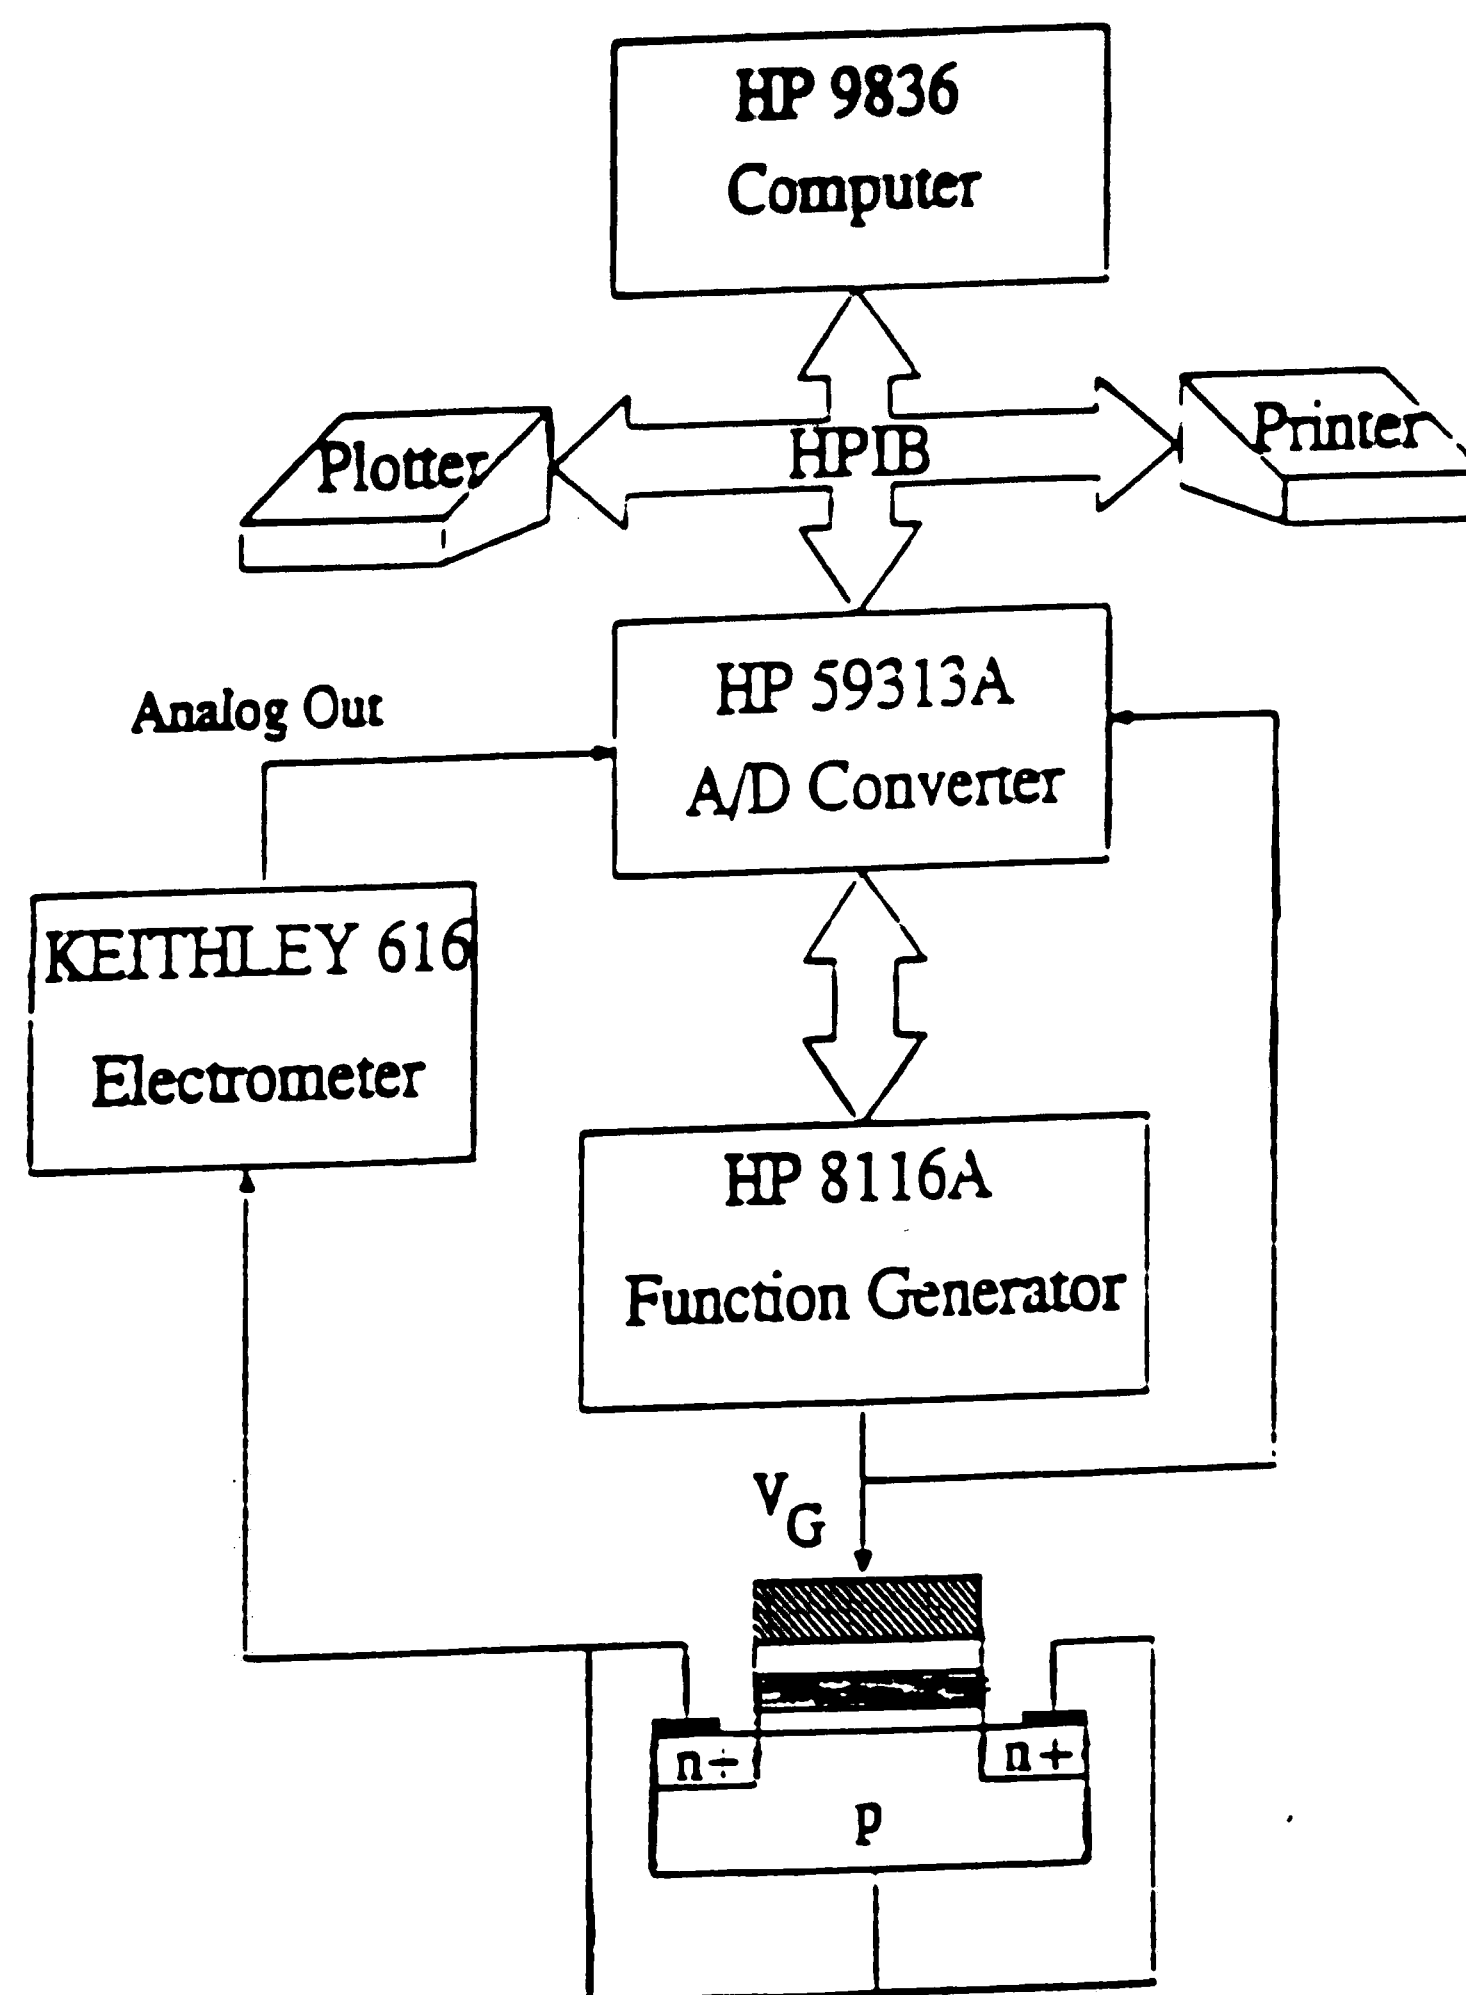 HP 9836
Computer
Plotter
HPIB
Printer
Analog Out
HP 59313A
A/D Converter
KEITHLEY 616
Electrometer
HP 8116A
Function Generator
VG
n+
n+
p